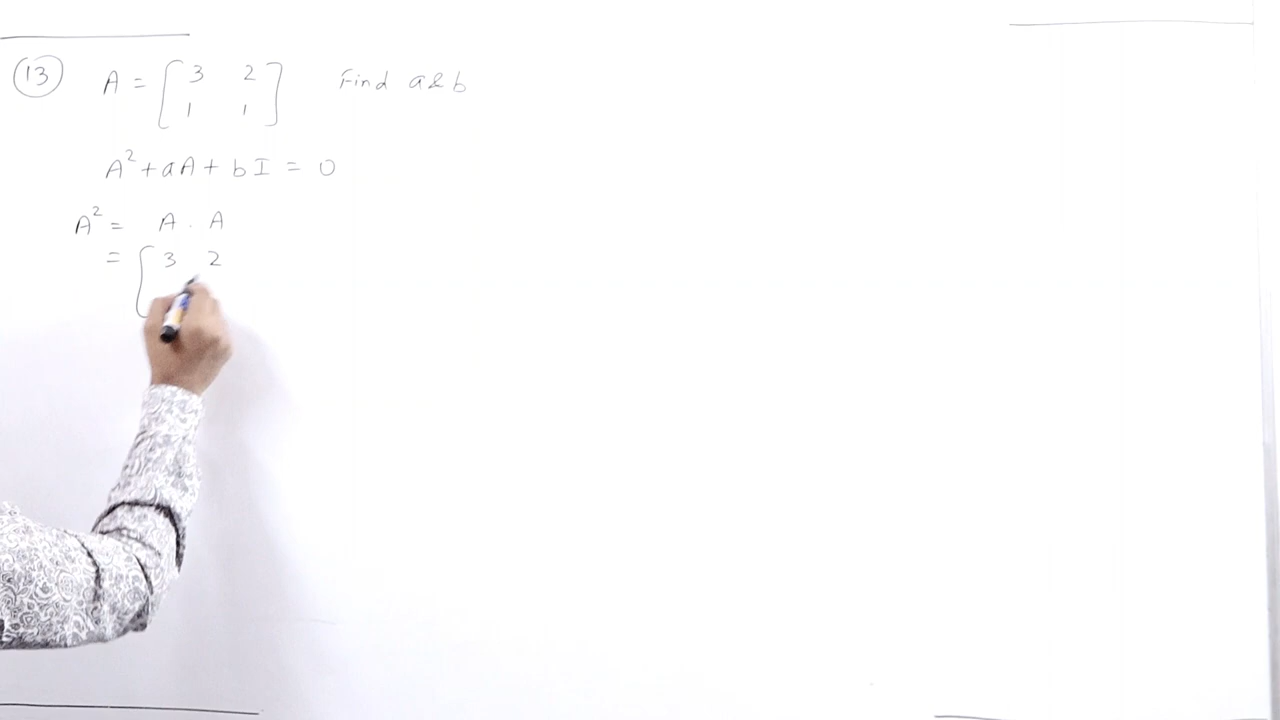 13 A = [ 3 2 Find a & b
1 1 ]
A² + aA + bI = 0
A² = A . A
= [ 3 2